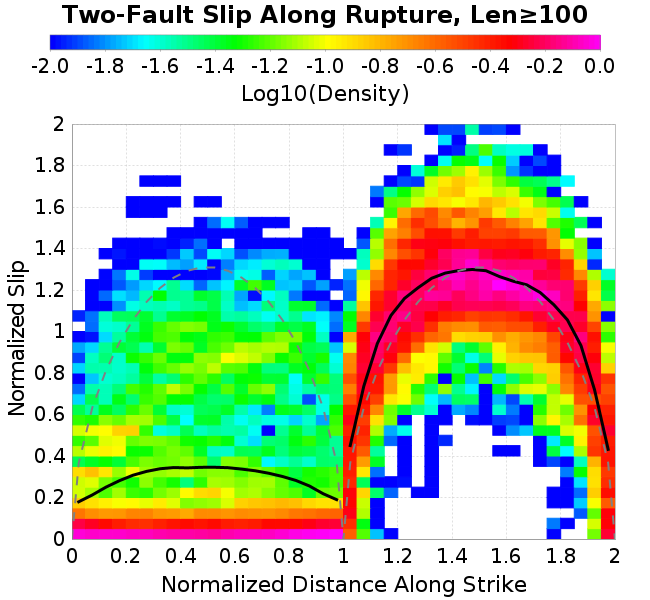 Two-Fault Slip Along Rupture, Len≥100
-2.0 -1.8 -1.6 -1.4 -1.2 -1.0 -0.8 -0.6 -0.4 -0.2 0.0
Log10(Density)
2
1.8
1.6
1.4
1.2
1
0.8
0.6
0.4
0.2
0
Normalized Slip
0 0.2 0.4 0.6 0.8 1 1.2 1.4 1.6 1.8 2
Normalized Distance Along Strike